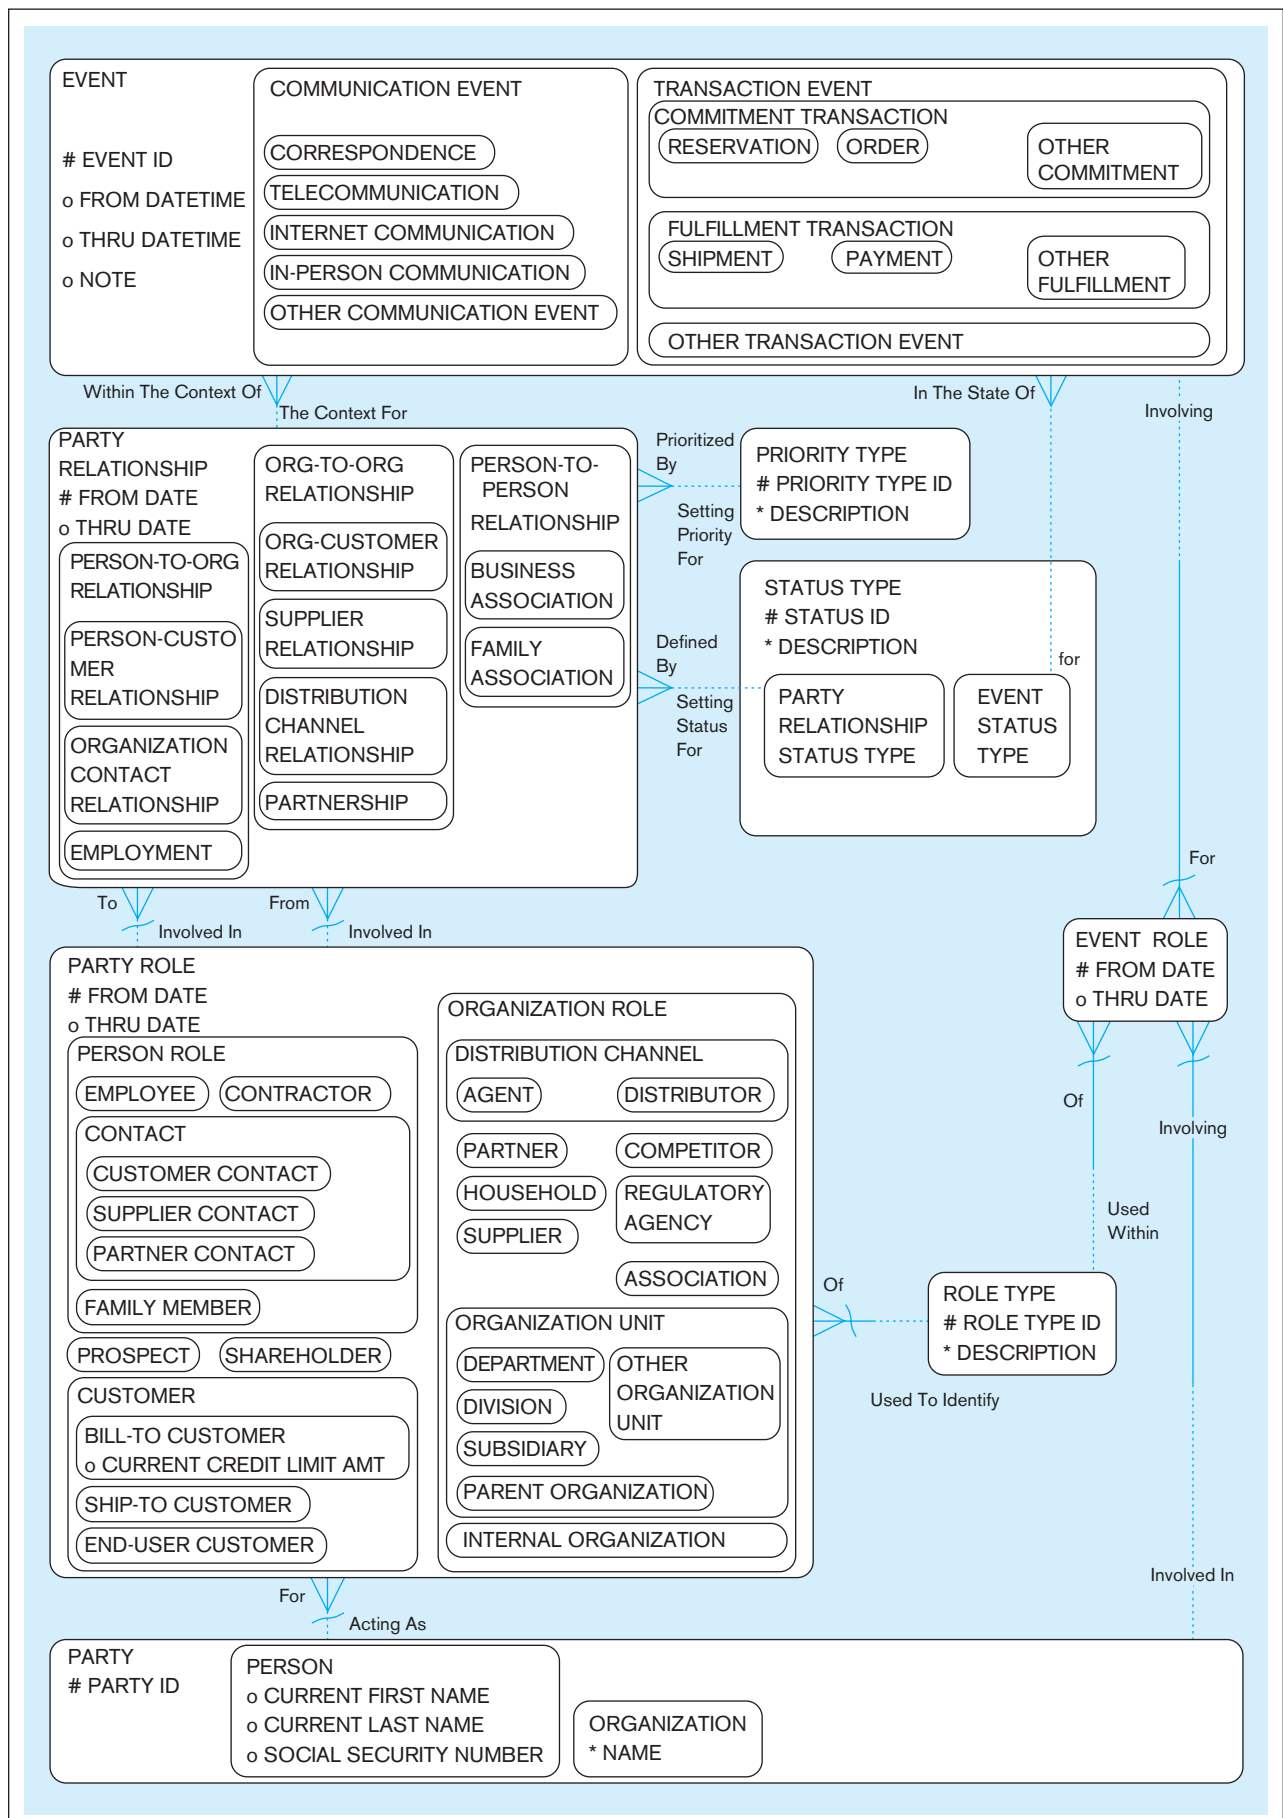 EVENT
# EVENT ID
o FROM DATETIME
o THRU DATETIME
o NOTE
COMMUNICATION EVENT
CORRESPONDENCE
TELECOMMUNICATION
INTERNET COMMUNICATION
IN-PERSON COMMUNICATION
OTHER COMMUNICATION EVENT
TRANSACTION EVENT
COMMITMENT TRANSACTION
RESERVATION
ORDER
OTHER
COMMITMENT
FULFILLMENT TRANSACTION
SHIPMENT
PAYMENT
OTHER
FULFILLMENT
OTHER TRANSACTION EVENT
Within The Context Of
The Context For
In The State Of
Involving
PARTY
RELATIONSHIP
# FROM DATE
o THRU DATE
PERSON-TO-ORG
RELATIONSHIP
PERSON-CUSTO
MER
RELATIONSHIP
ORGANIZATION
CONTACT
RELATIONSHIP
EMPLOYMENT
ORG-TO-ORG
RELATIONSHIP
ORG-CUSTOMER
RELATIONSHIP
SUPPLIER
RELATIONSHIP
DISTRIBUTION
CHANNEL
RELATIONSHIP
PARTNERSHIP
PERSON-TO-
PERSON
RELATIONSHIP
BUSINESS
ASSOCIATION
FAMILY
ASSOCIATION
Prioritized
By
Setting
Priority
For
PRIORITY TYPE
# PRIORITY TYPE ID
* DESCRIPTION
Defined
By
Setting
Status
For
STATUS TYPE
# STATUS ID
* DESCRIPTION
for
PARTY
RELATIONSHIP
STATUS TYPE
EVENT
STATUS
TYPE
To
Involved In
From
Involved In
For
EVENT ROLE
# FROM DATE
o THRU DATE
PARTY ROLE
# FROM DATE
o THRU DATE
PERSON ROLE
EMPLOYEE
CONTRACTOR
CONTACT
CUSTOMER CONTACT
SUPPLIER CONTACT
PARTNER CONTACT
FAMILY MEMBER
PROSPECT
SHAREHOLDER
CUSTOMER
BILL-TO CUSTOMER
o CURRENT CREDIT LIMIT AMT
SHIP-TO CUSTOMER
END-USER CUSTOMER
ORGANIZATION ROLE
DISTRIBUTION CHANNEL
AGENT
DISTRIBUTOR
PARTNER
COMPETITOR
HOUSEHOLD
REGULATORY
AGENCY
SUPPLIER
ASSOCIATION
ORGANIZATION UNIT
DEPARTMENT
OTHER
ORGANIZATION
UNIT
DIVISION
SUBSIDIARY
PARENT ORGANIZATION
INTERNAL ORGANIZATION
Of
Involving
Used
Within
Of
ROLE TYPE
# ROLE TYPE ID
* DESCRIPTION
Used To Identify
Involved In
For
Acting As
PARTY
# PARTY ID
PERSON
o CURRENT FIRST NAME
o CURRENT LAST NAME
o SOCIAL SECURITY NUMBER
ORGANIZATION
* NAME